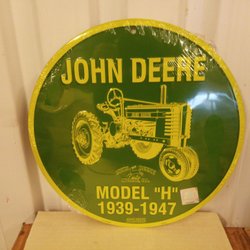 JOHN DEERE
MODEL "H"
1939-1947